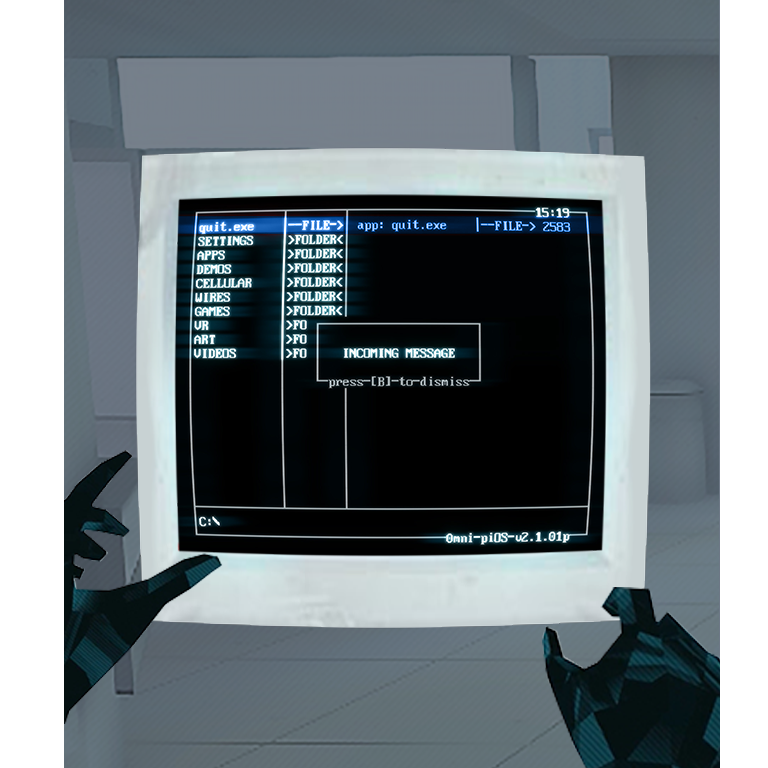 15:19
quit.exe --FILE-> app: quit.exe |--FILE-> 2583
SETTINGS >FOLDER<
APPS >FOLDER<
DEMOS >FOLDER<
CELLULAR >FOLDER<
WIRES >FOLDER<
GAMES >FOLDER<
VR >FO
ART >FO
VIDEOS >FO
INCOMING MESSAGE
press-[B]-to-dismiss
C:\
Omni-piOS-v2.1.01p